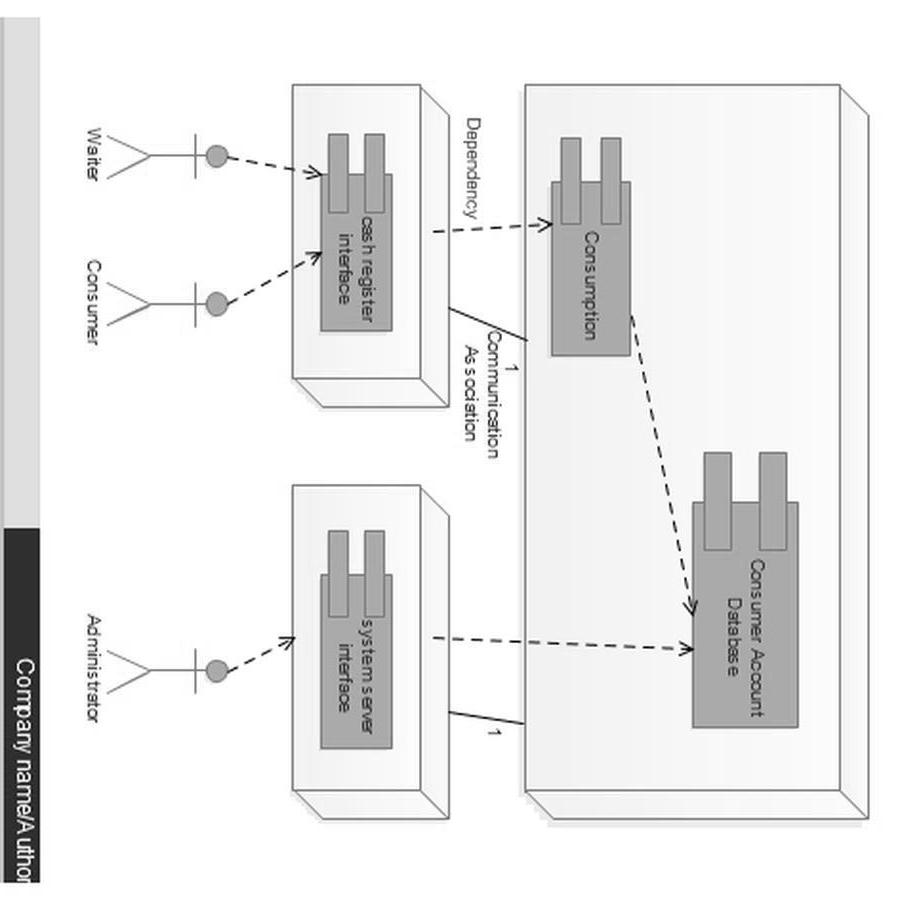 Consumer Account
Database
Consumption
Dependency
1
Communication
Association
1
cash register
interface
system server
interface
Waiter
Consumer
Administrator
Company name/Author